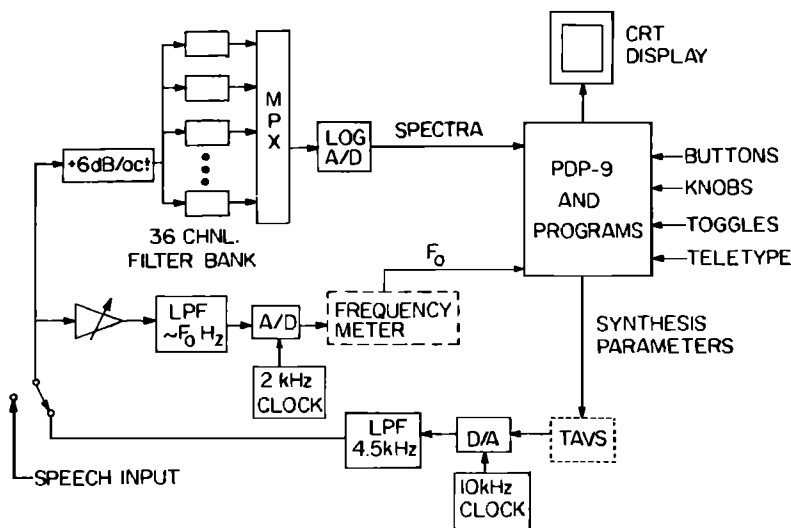 CRT
DISPLAY
M
P
X
+6dB/oct
LOG
A/D
SPECTRA
PDP-9
AND
PROGRAMS
BUTTONS
KNOBS
TOGGLES
TELETYPE
36 CHNL.
FILTER BANK
F₀
LPF
~F₀ Hz
A/D
FREQUENCY
METER
2 kHz
CLOCK
SYNTHESIS
PARAMETERS
LPF
4.5kHz
D/A
TAVS
10kHz
CLOCK
SPEECH INPUT